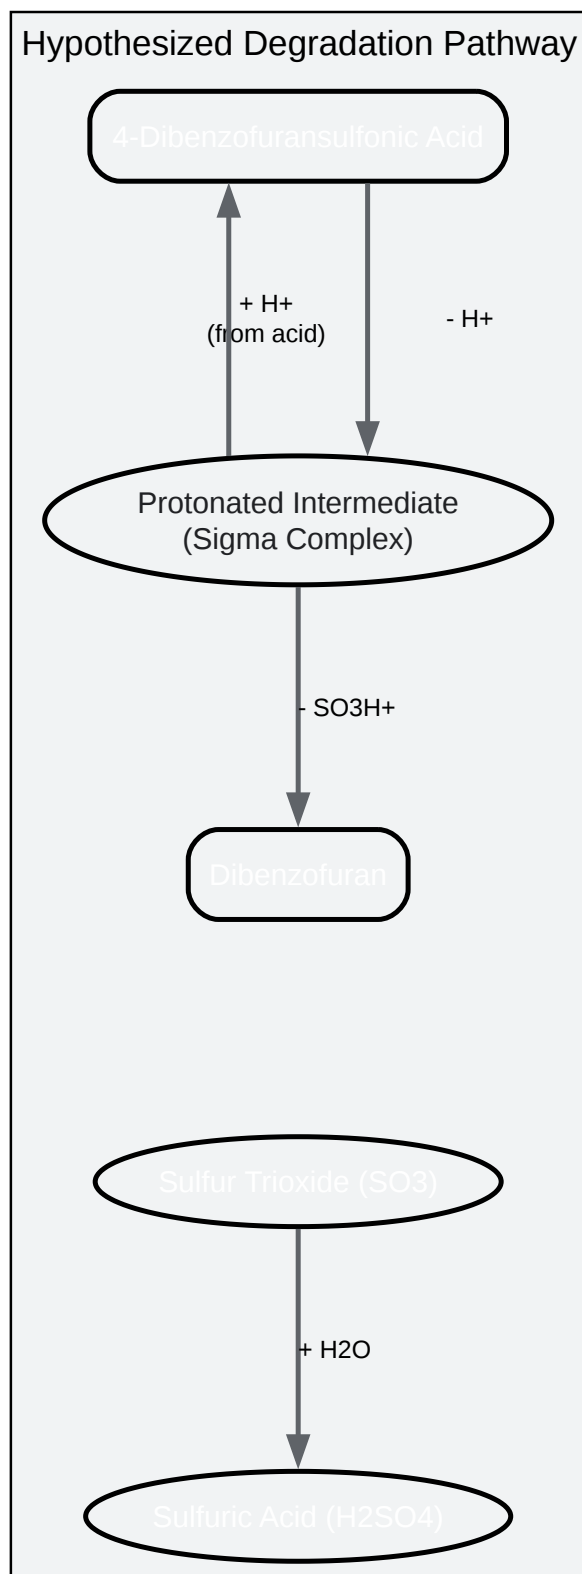 Hypothesized Degradation Pathway
4-Dibenzofuransulfonic Acid
+ H+
(from acid)
- H+
Protonated Intermediate
(Sigma Complex)
- SO3H+
Dibenzofuran
Sulfur Trioxide (SO3)
+ H2O
Sulfuric Acid (H2SO4)